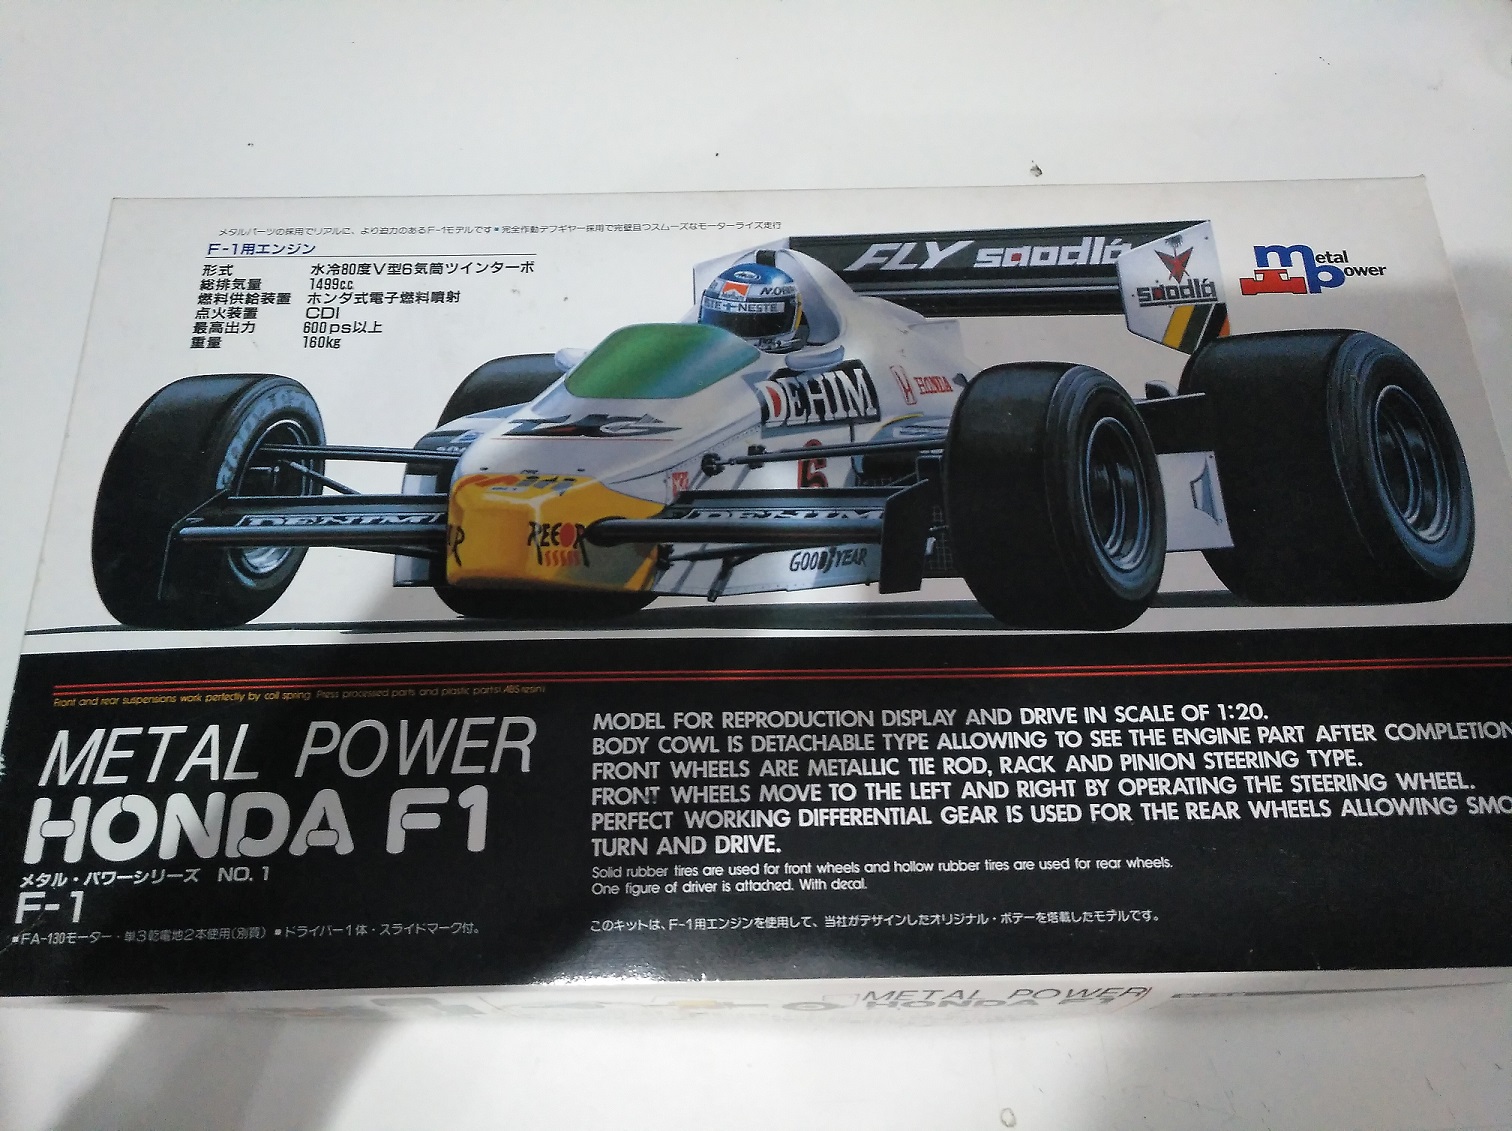 メタルパーツの採用でリアルに、より迫力のあるF-1モデルです■完全作動デフギヤー採用で完璧且つスムーズなモーターライズ走行
F-1用エンジン
形式 水冷80度V型6気筒ツインターボ
総排気量 1499c.c.
燃料供給装置 ホンダ式電子燃料噴射
点火装置 CDI
最高出力 600ps以上
重量 160kg
FLY saodlá
saodlá
metal power
DEHIM
HONDA
6
DENIM
DENIM
GOOD YEAR
Front and rear suspensions work perfectly by coil spring. Press processed parts and plastic parts! ABS resin!
METAL POWER
HONDA F1
メタル・パワーシリーズ NO.1
F-1
■FA-130モーター・単3乾電地2本使用(別買) ■ドライバー1体・スライドマーク付。
MODEL FOR REPRODUCTION DISPLAY AND DRIVE IN SCALE OF 1:20.
BODY COWL IS DETACHABLE TYPE ALLOWING TO SEE THE ENGINE PART AFTER COMPLETION
FRONT WHEELS ARE METALLIC TIE ROD, RACK AND PINION STEERING TYPE.
FRONT WHEELS MOVE TO THE LEFT AND RIGHT BY OPERATING THE STEERING WHEEL.
PERFECT WORKING DIFFERENTIAL GEAR IS USED FOR THE REAR WHEELS ALLOWING SMO
TURN AND DRIVE.
Solid rubber tires are used for front wheels and hollow rubber tires are used for rear wheels.
One figure of driver is attached. With decal.
このキットは、F-1用エンジンを使用して、当社がデザインしたオリジナル・ボデーを塔載したモデルです。
METAL POWER
HONDA F1